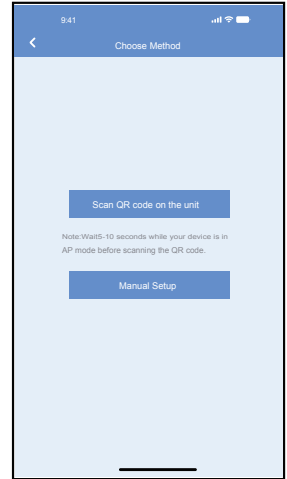 9:41
Choose Method
Scan QR code on the unit
Note:Wait5-10 seconds while your device is in
AP mode before scanning the QR code.
Manual Setup